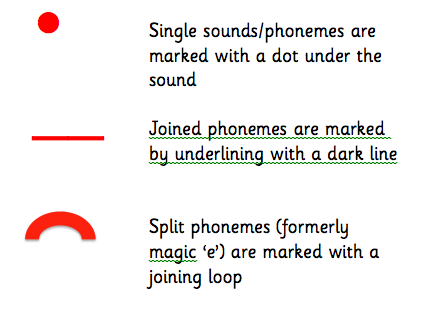 Single sounds/phonemes are
marked with a dot under the
sound
Joined phonemes are marked
by underlining with a dark line
Split phonemes (formerly
magic ‘e’) are marked with a
joining loop